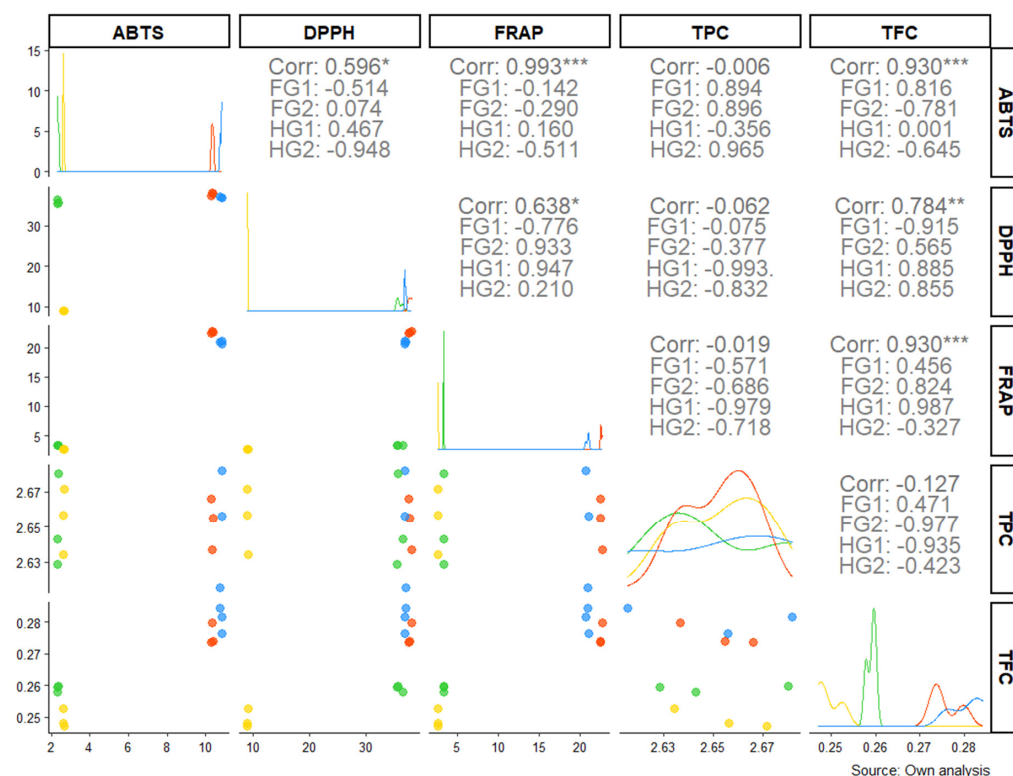 ABTS DPPH FRAP TPC TFC
15
10
5
0
Corr: 0.596*
FG1: -0.514
FG2: 0.074
HG1: 0.467
HG2: -0.948
Corr: 0.993***
FG1: -0.142
FG2: -0.290
HG1: 0.160
HG2: -0.511
Corr: -0.006
FG1: 0.894
FG2: 0.896
HG1: -0.356
HG2: 0.965
Corr: 0.930***
FG1: 0.816
FG2: -0.781
HG1: 0.001
HG2: -0.645
ABTS
30
20
10
Corr: 0.638*
FG1: -0.776
FG2: 0.933
HG1: 0.947
HG2: 0.210
Corr: -0.062
FG1: -0.075
FG2: -0.377
HG1: -0.993.
HG2: -0.832
Corr: 0.784**
FG1: -0.915
FG2: 0.565
HG1: 0.885
HG2: 0.855
DPPH
20
15
10
5
Corr: -0.019
FG1: -0.571
FG2: -0.686
HG1: -0.979
HG2: -0.718
Corr: 0.930***
FG1: 0.456
FG2: 0.824
HG1: 0.987
HG2: -0.327
FRAP
2.67
2.65
2.63
Corr: -0.127
FG1: 0.471
FG2: -0.977
HG1: -0.935
HG2: -0.423
TPC
0.28
0.27
0.26
0.25
TFC
2 4 6 8 10 10 20 30 5 10 15 20 2.63 2.65 2.67 0.25 0.26 0.27 0.28
Source: Own analysis